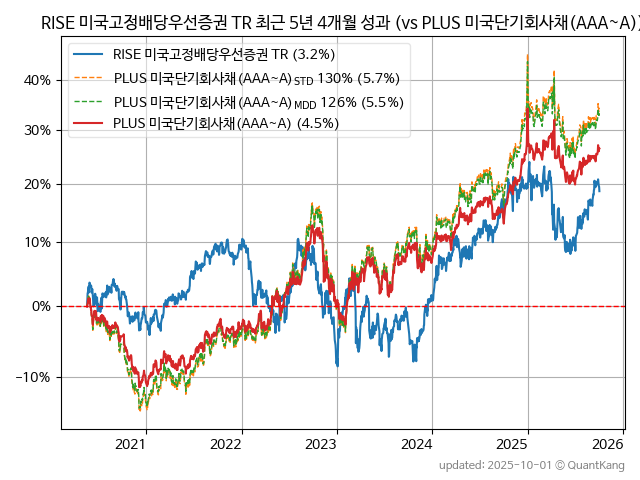 RISE 미국고정배당우선증권 TR 최근 5년 4개월 성과 (vs PLUS 미국단기회사채(AAA~A))
RISE 미국고정배당우선증권 TR (3.2%)
PLUS 미국단기회사채(AAA~A)STD 130% (5.7%)
PLUS 미국단기회사채(AAA~A)MDD 126% (5.5%)
PLUS 미국단기회사채(AAA~A) (4.5%)
40%
30%
20%
10%
0%
−10%
2021 2022 2023 2024 2025 2026
updated: 2025-10-01 © QuantKang